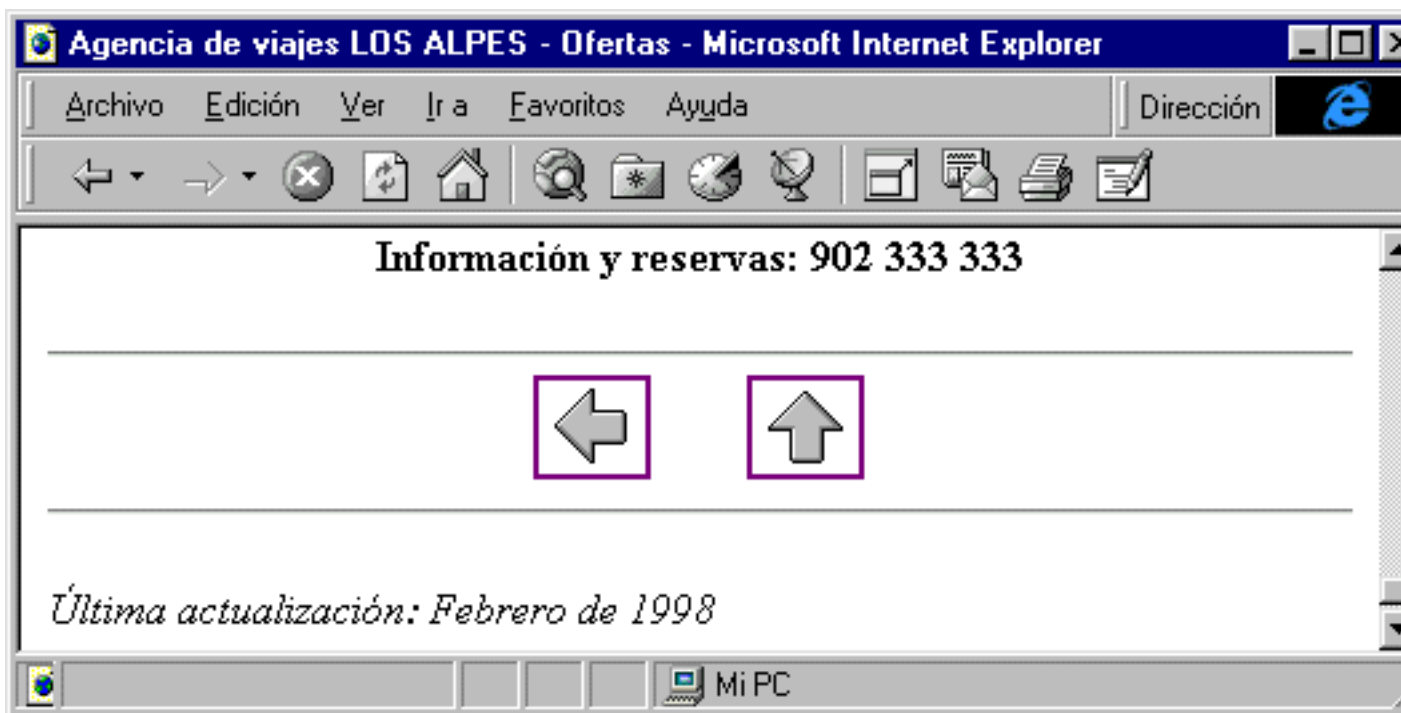 Agencia de viajes LOS ALPES - Ofertas - Microsoft Internet Explorer
Archivo Edición Ver Ir a Favoritos Ayuda Dirección
Información y reservas: 902 333 333
Última actualización: Febrero de 1998
Mi PC